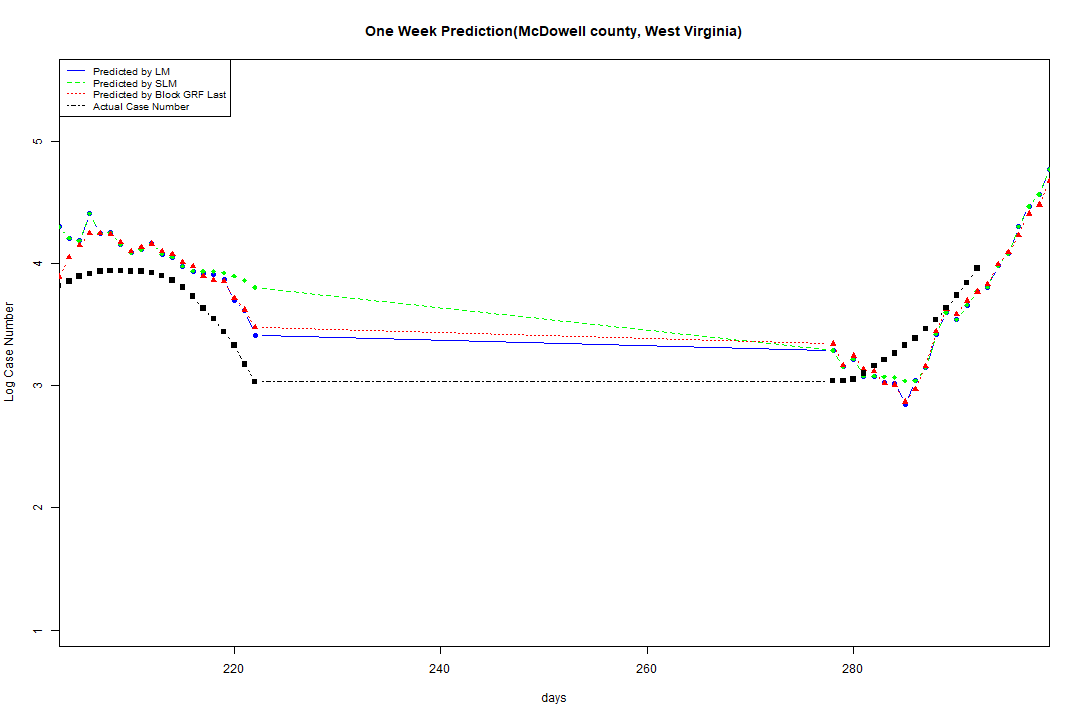 One Week Prediction(McDowell county, West Virginia)
Predicted by LM
Predicted by SLM
Predicted by Block GRF Last
Actual Case Number
5
4
3
2
1
Log Case Number
220
240
260
280
days